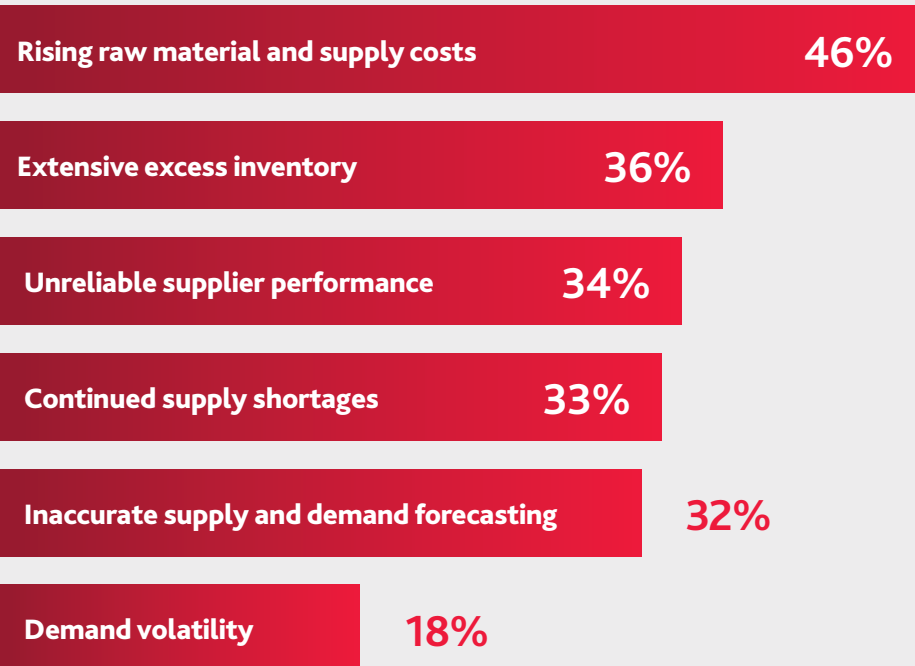 Rising raw material and supply costs 46%
Extensive excess inventory 36%
Unreliable supplier performance 34%
Continued supply shortages 33%
Inaccurate supply and demand forecasting 32%
Demand volatility 18%